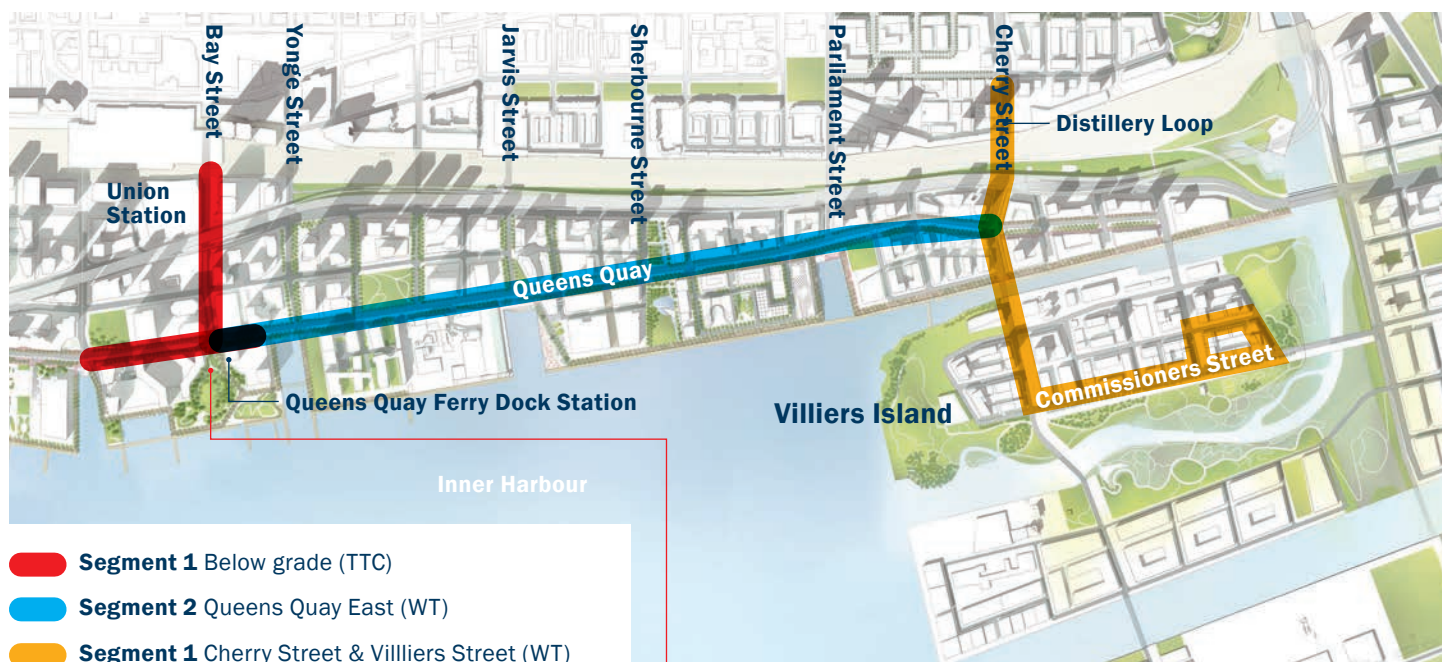 Bay Street
Yonge Street
Jarvis Street
Sherbourne Street
Parliament Street
Cherry Street
Distillery Loop
Union
Station
Queens Quay
Queens Quay Ferry Dock Station
Commissioners Street
Villiers Island
Inner Harbour
Segment 1 Below grade (TTC)
Segment 2 Queens Quay East (WT)
Segment 1 Cherry Street & Villliers Street (WT)